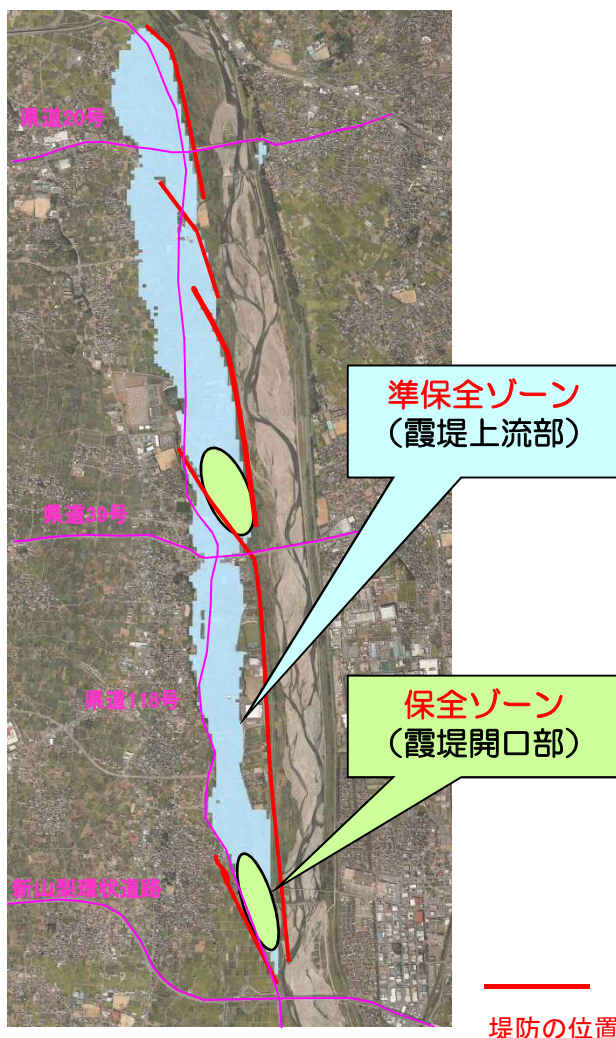 県道20号
準保全ゾーン
（霞堤上流部）
県道39号
県道118号
保全ゾーン
（霞堤開口部）
新山梨環状道路
堤防の位置